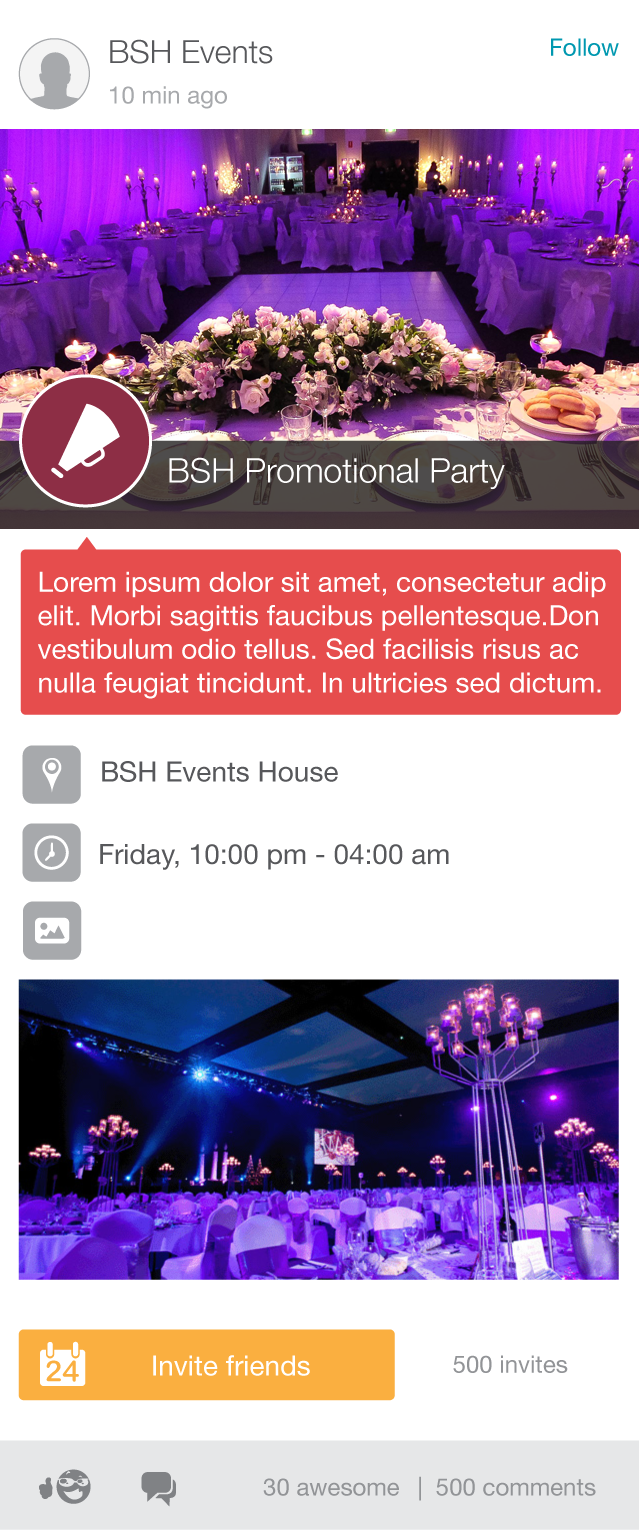 BSH Events
Follow
10 min ago
BSH Promotional Party
Lorem ipsum dolor sit amet, consectetur adip
elit. Morbi sagittis faucibus pellentesque.Don
vestibulum odio tellus. Sed facilisis risus ac
nulla feugiat tincidunt. In ultricies sed dictum.
BSH Events House
Friday, 10:00 pm - 04:00 am
24
Invite friends
500 invites
30 awesome | 500 comments